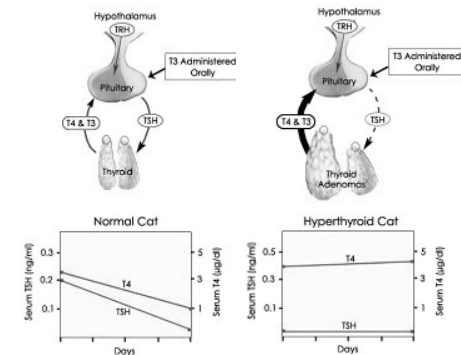 Hypothalamus
TRH
T3 Administered
Orally
Pituitary
T4 & T3
TSH
Thyroid
Hypothalamus
TRH
T3 Administered
Orally
Pituitary
T4 & T3
TSH
Thyroid
Adenomas
Normal Cat
Serum TSH (ng/ml)
0.3
0.2
0.1
T4
TSH
5
3
1
Serum T4 (µg/dl)
Days
Hyperthyroid Cat
Serum TSH (ng/ml)
0.5
0.3
0.1
T4
TSH
5
3
1
Serum T4 (µg/dl)
Days